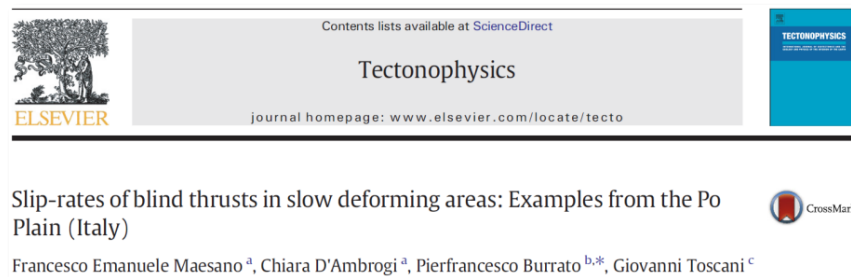 Contents lists available at ScienceDirect
Tectonophysics
journal homepage: www.elsevier.com/locate/tecto
ELSEVIER
TECTONOPHYSICS
Slip-rates of blind thrusts in slow deforming areas: Examples from the Po
Plain (Italy)
CrossMar
Francesco Emanuele Maesano a, Chiara D'Ambrogi a, Pierfrancesco Burrato b,*, Giovanni Toscani c